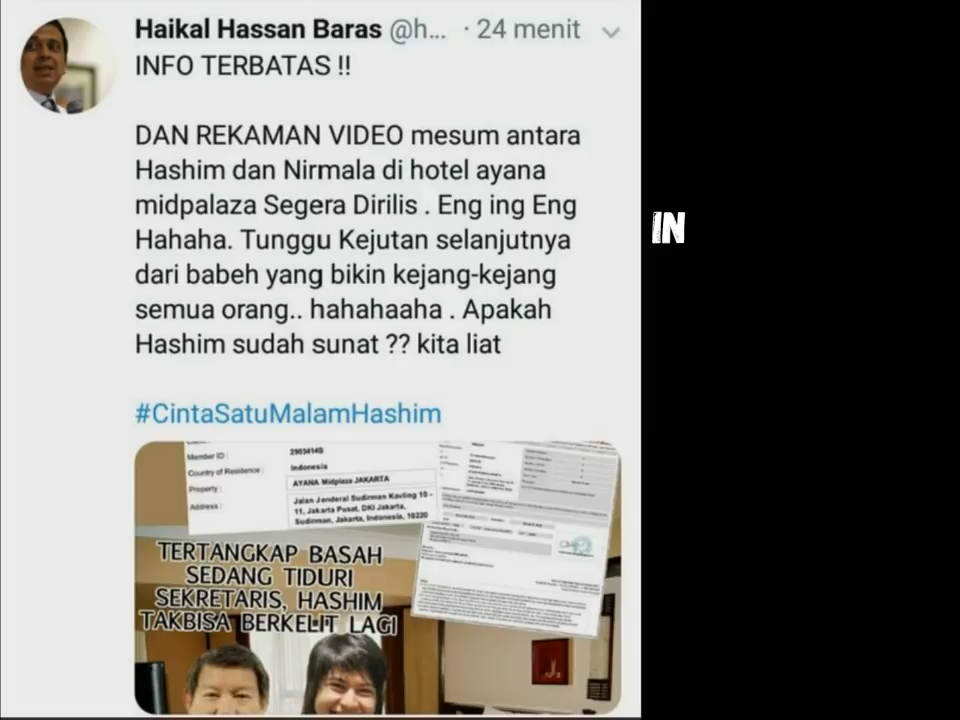 Haikal Hassan Baras @h... · 24 menit
INFO TERBATAS !!
DAN REKAMAN VIDEO mesum antara
Hashim dan Nirmala di hotel ayana
midpalaza Segera Dirilis . Eng ing Eng
Hahaha. Tunggu Kejutan selanjutnya
dari babeh yang bikin kejang-kejang
semua orang.. hahahaaha . Apakah
Hashim sudah sunat ?? kita liat
#CintaSatuMalamHashim
IN
Member ID :
Country of Residence : Indonesia
Property : AYANA Midplaza JAKARTA
Address : Jalan Jenderal Sudirman Kavling 10 -
11, Jakarta Pusat, DKI Jakarta,
Sudirman, Jakarta, Indonesia, 10220
TERTANGKAP BASAH
SEDANG TIDURI
SEKRETARIS, HASHIM
TAKBISA BERKELIT LAGI